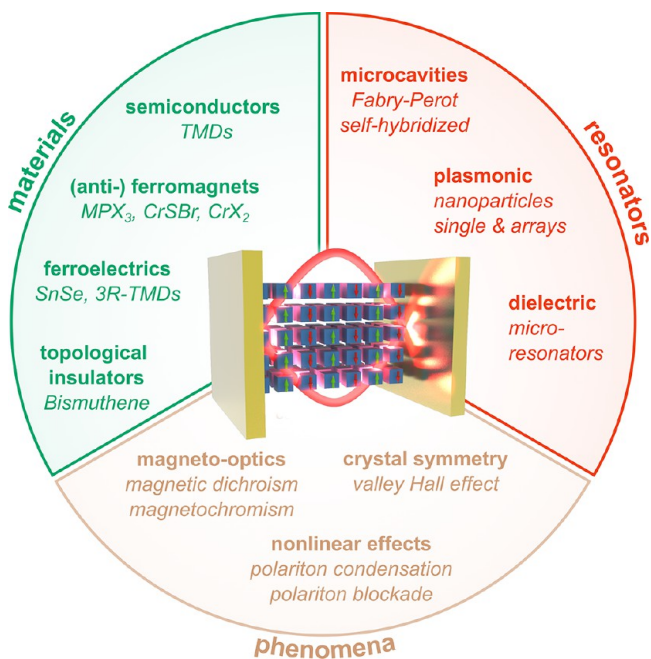 materials
semiconductors
TMDs
(anti-) ferromagnets
MPX₃, CrSBr, CrX₂
ferroelectrics
SnSe, 3R-TMDs
topological
insulators
Bismuthene
resonators
microcavities
Fabry-Perot
self-hybridized
plasmonic
nanoparticles
single & arrays
dielectric
micro-
resonators
magneto-optics
magnetic dichroism
magnetochromism
crystal symmetry
valley Hall effect
nonlinear effects
polariton condensation
polariton blockade
phenomena